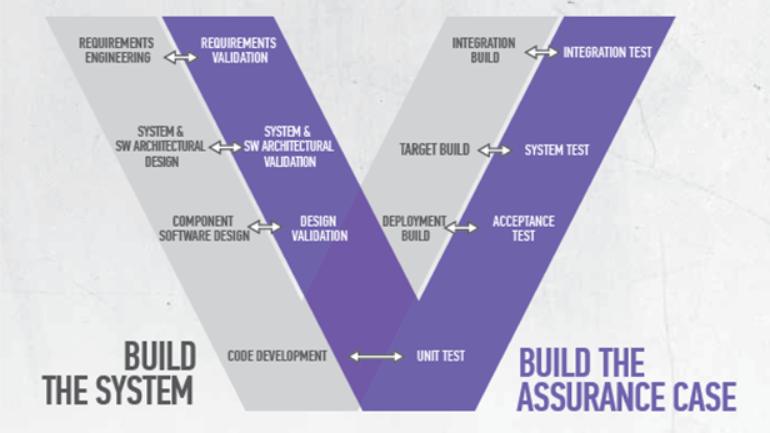 REQUIREMENTS
ENGINEERING
REQUIREMENTS
VALIDATION
INTEGRATION
BUILD
INTEGRATION TEST
SYSTEM &
SW ARCHITECTURAL
DESIGN
SYSTEM &
SW ARCHITECTURAL
VALIDATION
TARGET BUILD
SYSTEM TEST
COMPONENT
SOFTWARE DESIGN
DESIGN
VALIDATION
DEPLOYMENT
BUILD
ACCEPTANCE
TEST
CODE DEVELOPMENT
UNIT TEST
BUILD
THE SYSTEM
BUILD THE
ASSURANCE CASE